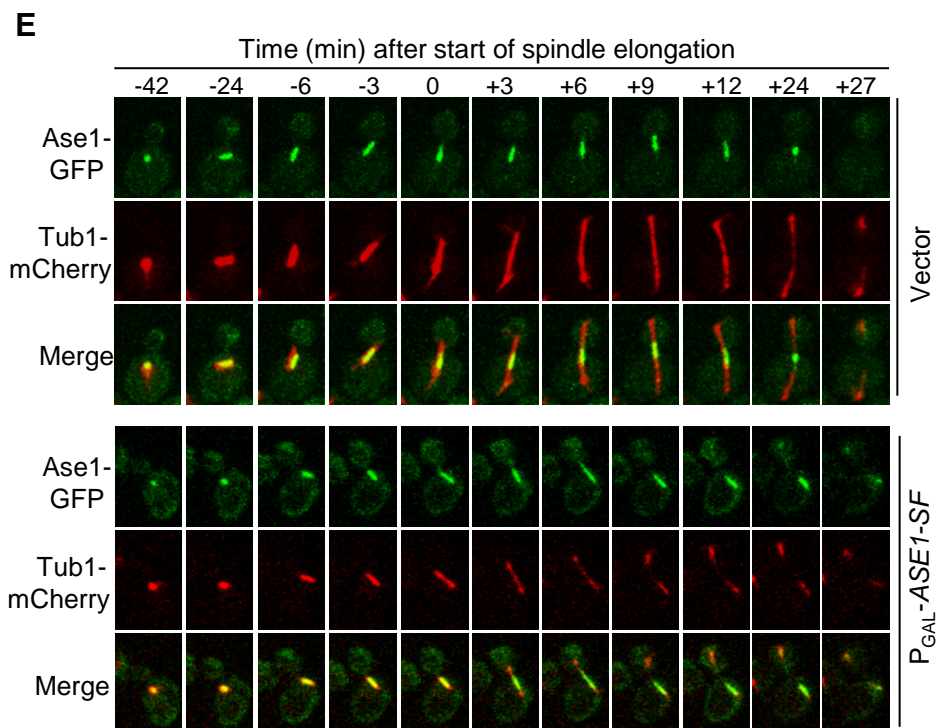 E
Time (min) after start of spindle elongation
-42 -24 -6 -3 0 +3 +6 +9 +12 +24 +27
Ase1-
GFP
Tub1-
mCherry
Merge
Vector
Ase1-
GFP
Tub1-
mCherry
Merge
PGAL-ASE1-SF